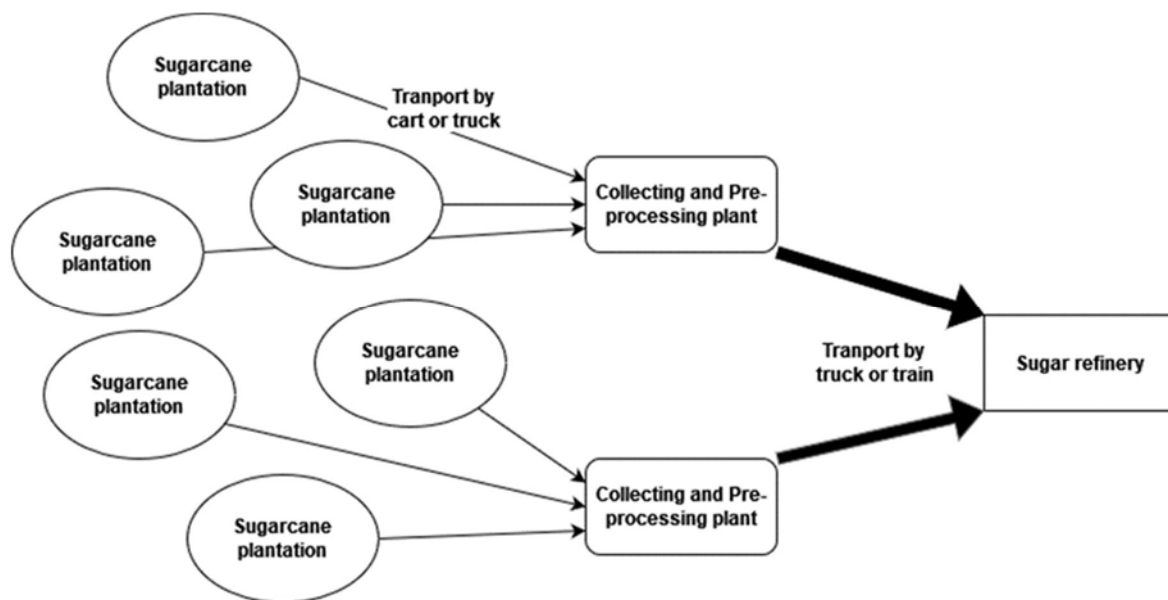 Sugarcane
plantation
Tranport by
cart or truck
Sugarcane
plantation
Collecting and Pre-
processing plant
Sugarcane
plantation
Sugarcane
plantation
Tranport by
truck or train
Sugar refinery
Sugarcane
plantation
Collecting and Pre-
processing plant
Sugarcane
plantation